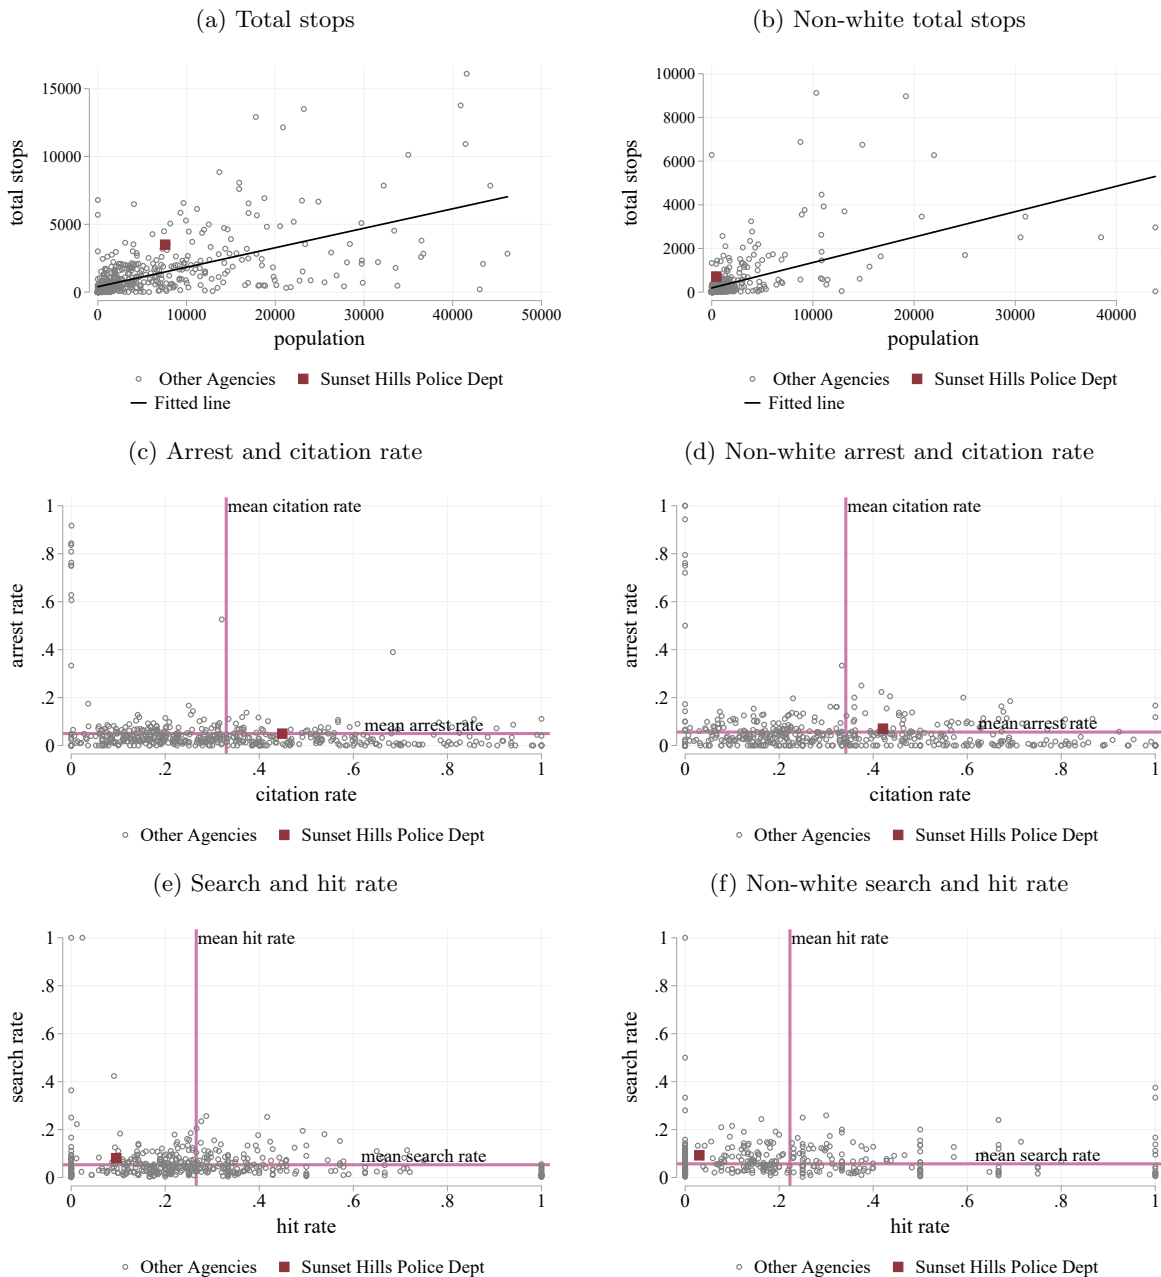 (a) Total stops
total stops
15000
10000
5000
0
0 10000 20000 30000 40000 50000
population
Other Agencies Sunset Hills Police Dept
Fitted line
(b) Non-white total stops
total stops
10000
8000
6000
4000
2000
0
0 10000 20000 30000 40000
population
Other Agencies Sunset Hills Police Dept
Fitted line
(c) Arrest and citation rate
arrest rate
1
.8
.6
.4
.2
0
mean citation rate
mean arrest rate
0 .2 .4 .6 .8 1
citation rate
Other Agencies Sunset Hills Police Dept
(d) Non-white arrest and citation rate
arrest rate
1
.8
.6
.4
.2
0
mean citation rate
mean arrest rate
0 .2 .4 .6 .8 1
citation rate
Other Agencies Sunset Hills Police Dept
(e) Search and hit rate
search rate
1
.8
.6
.4
.2
0
mean hit rate
mean search rate
0 .2 .4 .6 .8 1
hit rate
Other Agencies Sunset Hills Police Dept
(f) Non-white search and hit rate
search rate
1
.8
.6
.4
.2
0
mean hit rate
mean search rate
0 .2 .4 .6 .8 1
hit rate
Other Agencies Sunset Hills Police Dept